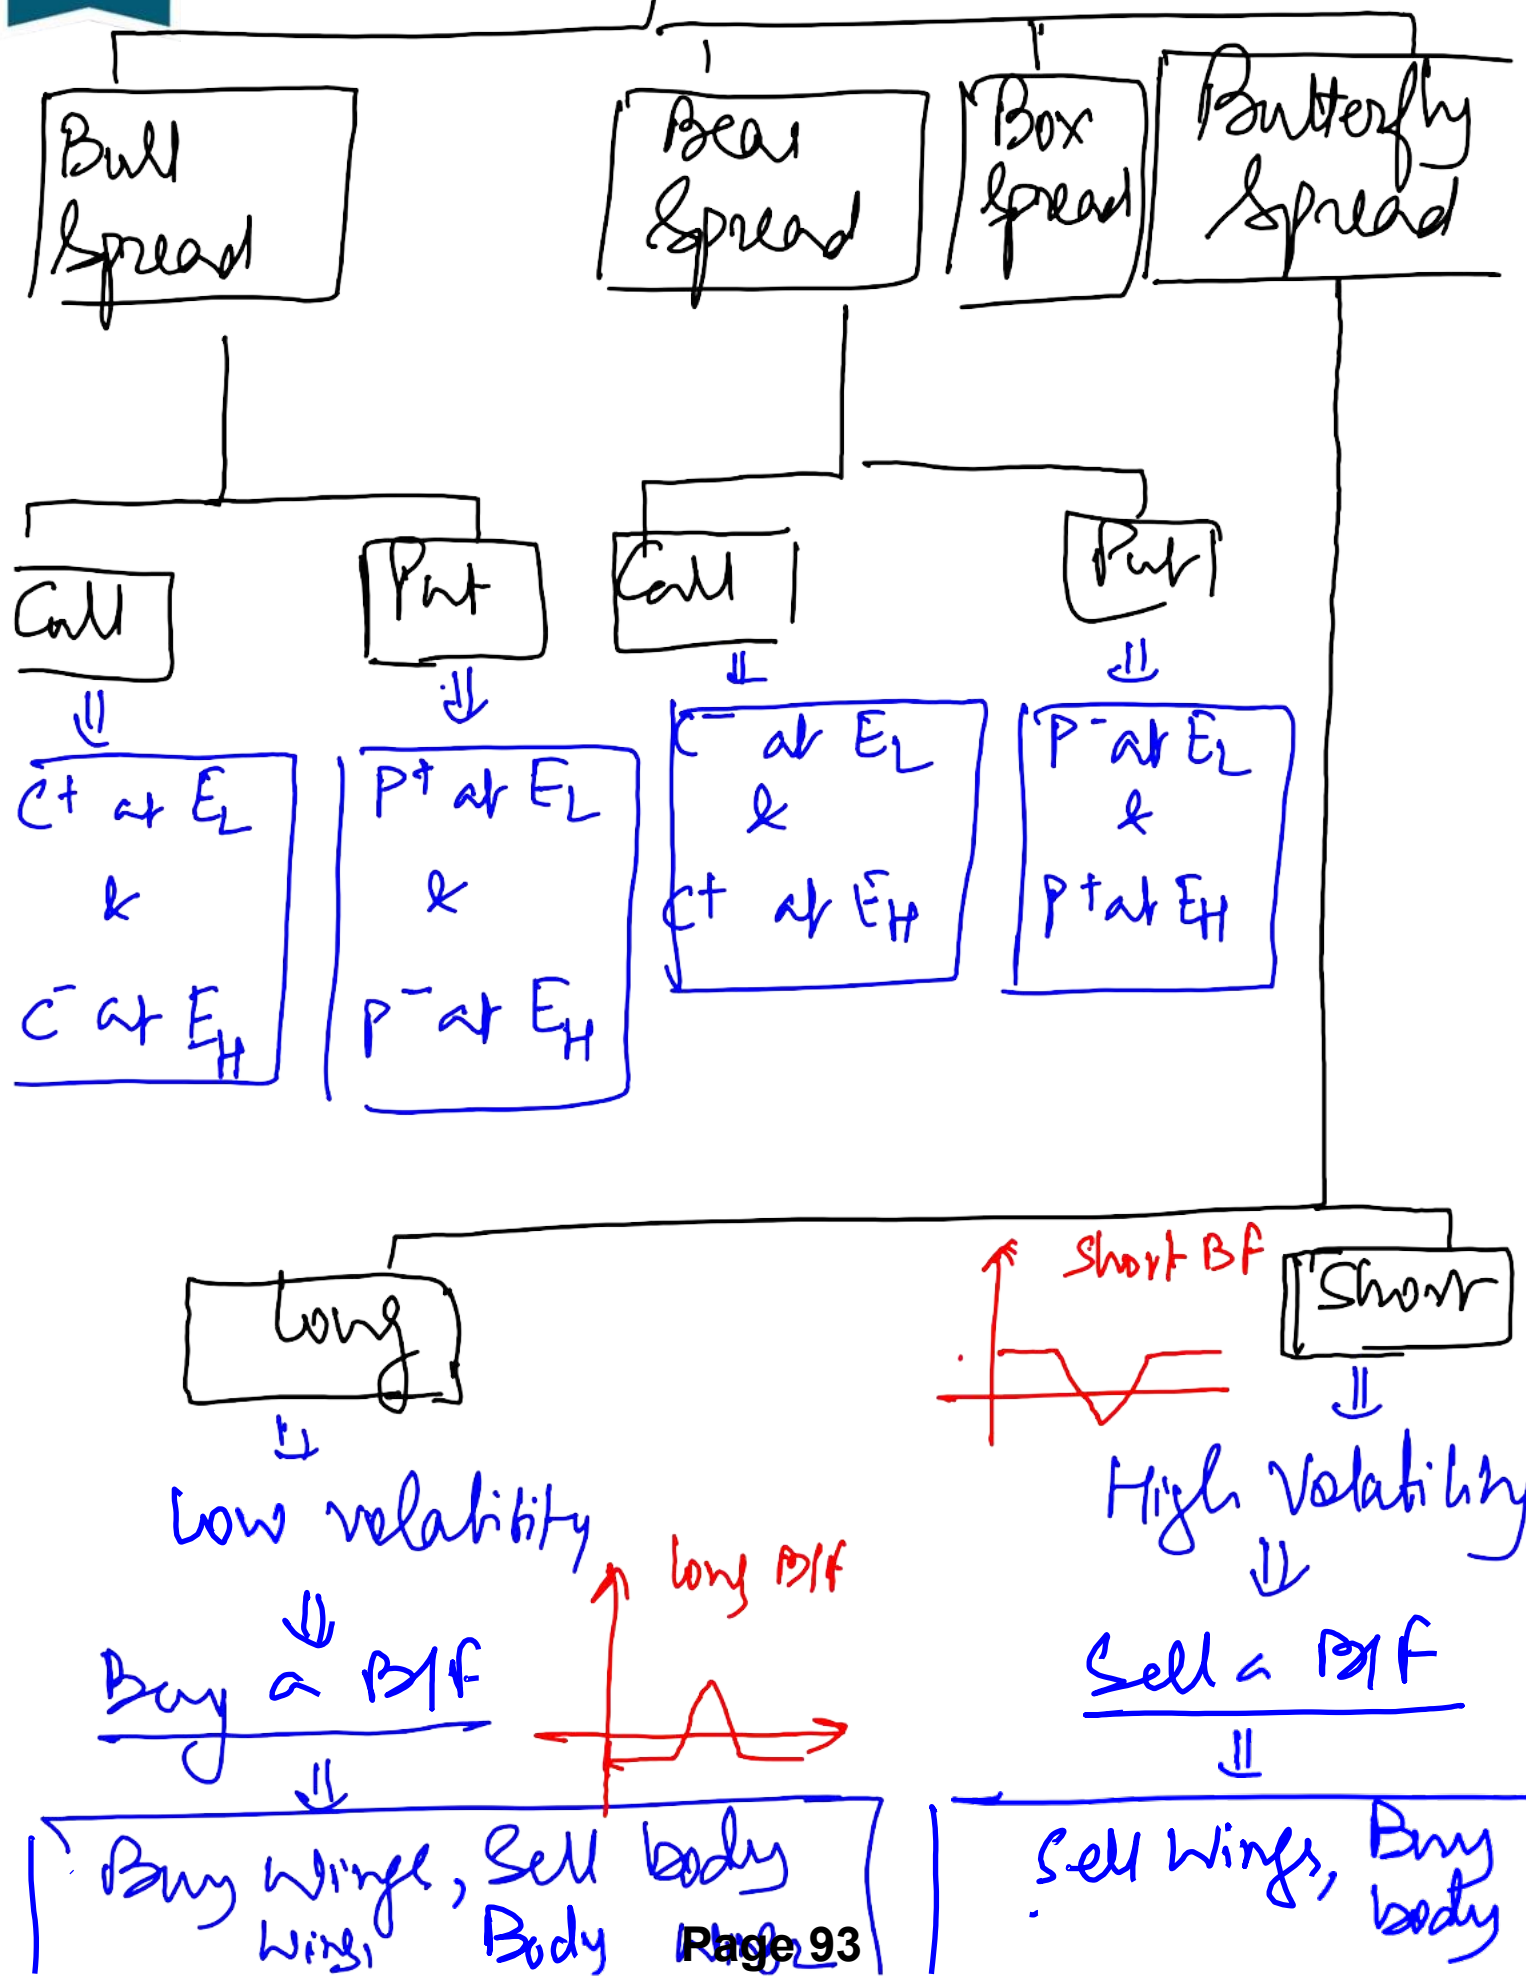 Bull
Spread
Bear
Spread
Box
Spread
Butterfly
Spread
Call
Put
Call
Put
C+ at EL
&
C- at EH
P+ at EL
&
P- at EH
C- at EL
&
C+ at EH
P- at EL
&
P+ at EH
Long
Short BF
Short
Low volatility
High Volatility
Long B/F
Buy a B/F
Sell a B/F
Buy Wings, Sell body
Wing, Body
Sell Wings, Buy
body
Page 93